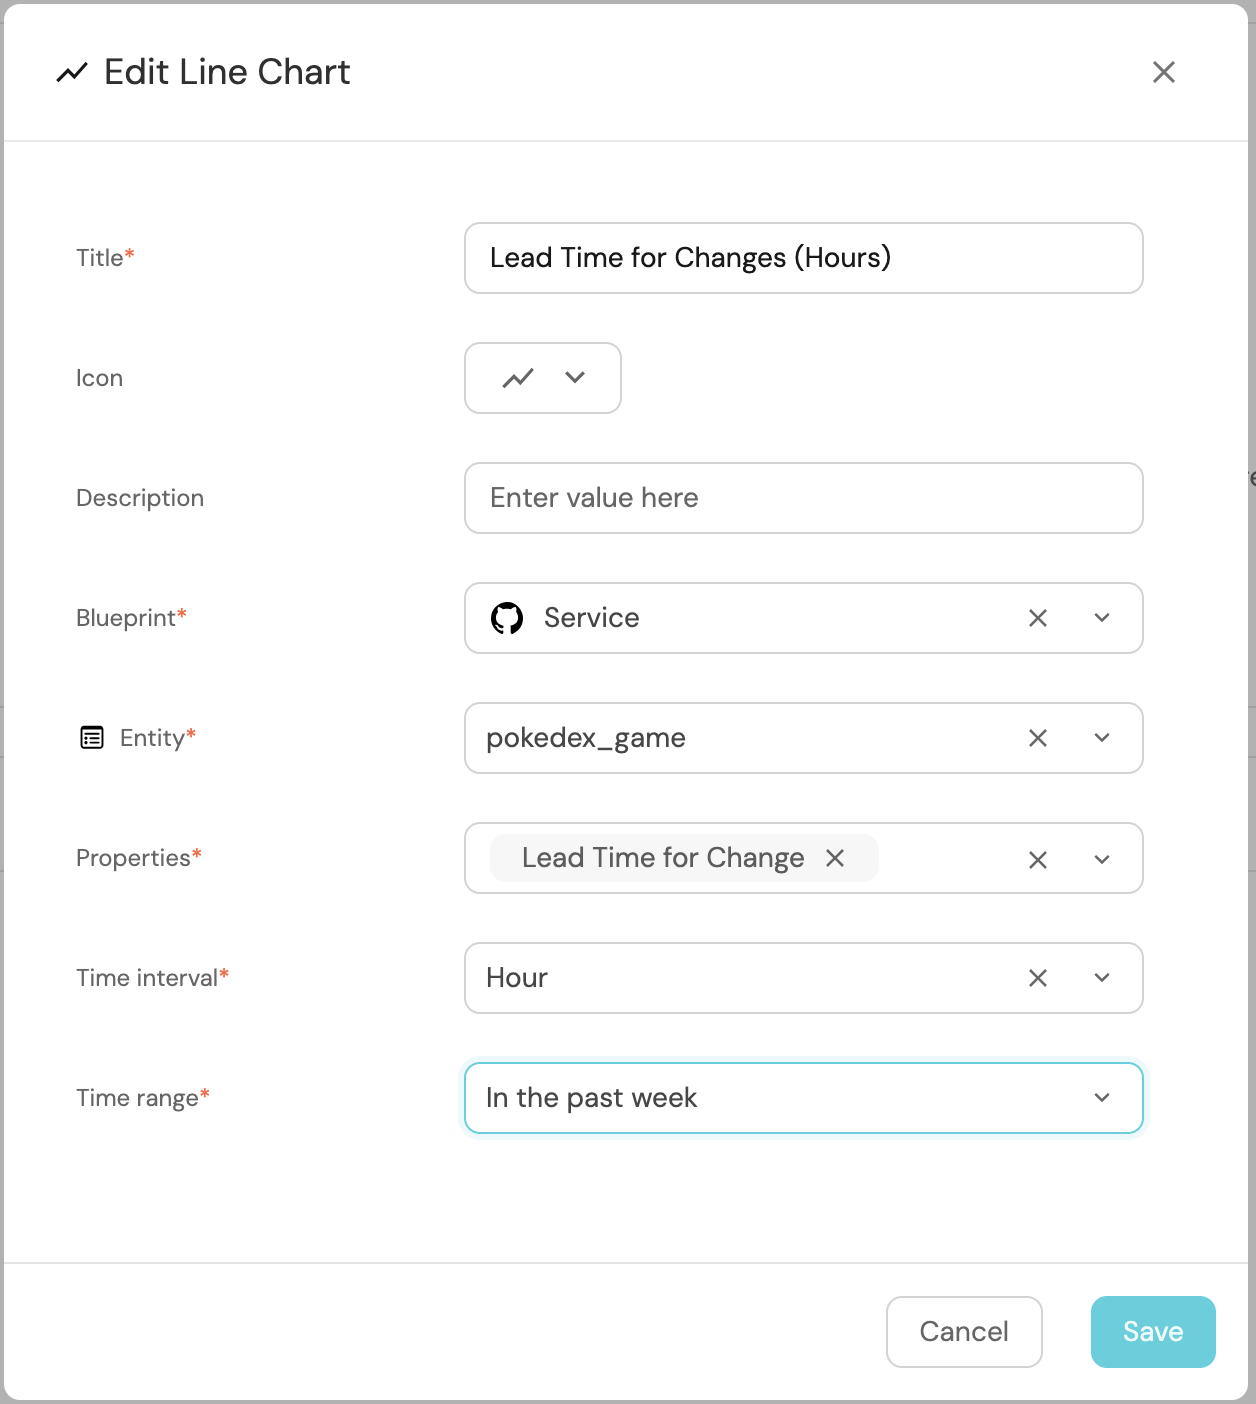 Edit Line Chart
Title*
Lead Time for Changes (Hours)
Icon
Description
Enter value here
Blueprint*
Service
Entity*
pokedex_game
Properties*
Lead Time for Change
Time interval*
Hour
Time range*
In the past week
Cancel
Save